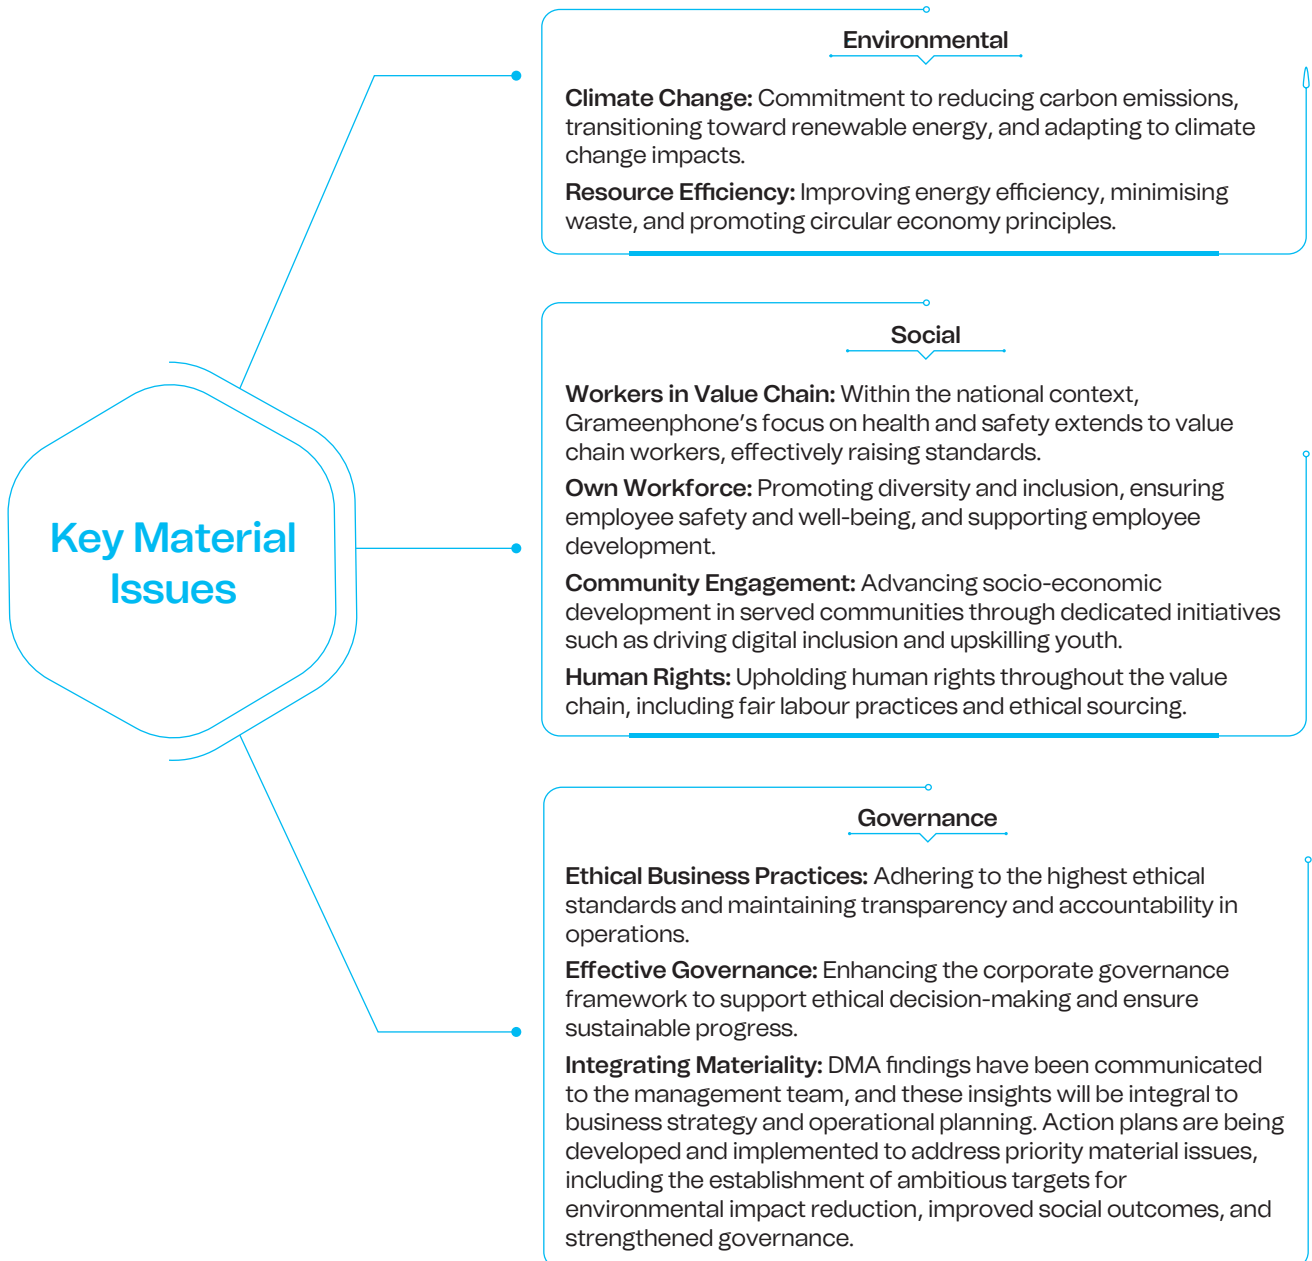 Key Material
Issues
Environmental
Climate Change: Commitment to reducing carbon emissions,
transitioning toward renewable energy, and adapting to climate
change impacts.
Resource Efficiency: Improving energy efficiency, minimising
waste, and promoting circular economy principles.
Social
Workers in Value Chain: Within the national context,
Grameenphone’s focus on health and safety extends to value
chain workers, effectively raising standards.
Own Workforce: Promoting diversity and inclusion, ensuring
employee safety and well-being, and supporting employee
development.
Community Engagement: Advancing socio-economic
development in served communities through dedicated initiatives
such as driving digital inclusion and upskilling youth.
Human Rights: Upholding human rights throughout the value
chain, including fair labour practices and ethical sourcing.
Governance
Ethical Business Practices: Adhering to the highest ethical
standards and maintaining transparency and accountability in
operations.
Effective Governance: Enhancing the corporate governance
framework to support ethical decision-making and ensure
sustainable progress.
Integrating Materiality: DMA findings have been communicated
to the management team, and these insights will be integral to
business strategy and operational planning. Action plans are being
developed and implemented to address priority material issues,
including the establishment of ambitious targets for
environmental impact reduction, improved social outcomes, and
strengthened governance.